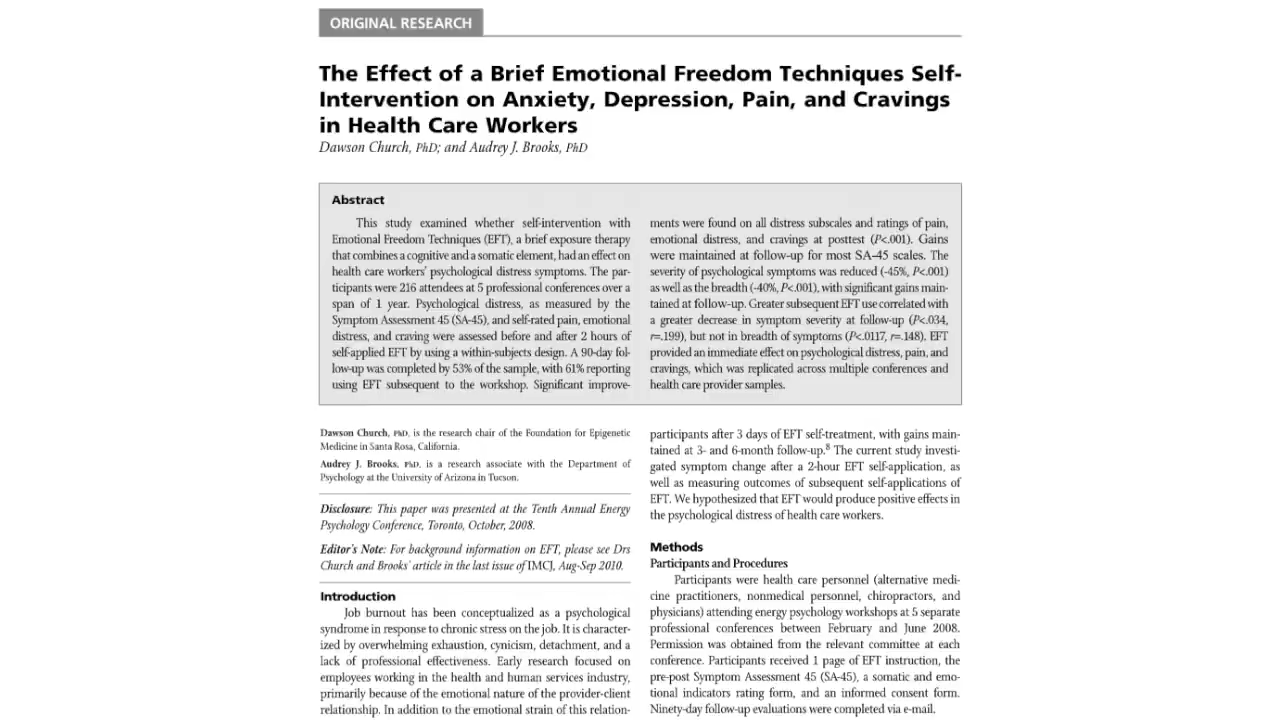 ORIGINAL RESEARCH
The Effect of a Brief Emotional Freedom Techniques Self-
Intervention on Anxiety, Depression, Pain, and Cravings
in Health Care Workers
Dawson Church, PhD; and Audrey J. Brooks, PhD
Abstract
This study examined whether self-intervention with
Emotional Freedom Techniques (EFT), a brief exposure therapy
that combines a cognitive and a somatic element, had an effect on
health care workers' psychological distress symptoms. The par-
ticipants were 216 attendees at 5 professional conferences over a
span of 1 year. Psychological distress, as measured by the
Symptom Assessment 45 (SA-45), and self-rated pain, emotional
distress, and craving were assessed before and after 2 hours of
self-applied EFT by using a within-subjects design. A 90-day fol-
low-up was completed by 53% of the sample, with 61% reporting
using EFT subsequent to the workshop. Significant improve-
ments were found on all distress subscales and ratings of pain,
emotional distress, and cravings at posttest (P<.001). Gains
were maintained at follow-up for most SA-45 scales. The
severity of psychological symptoms was reduced (-45%, P<.001)
as well as the breadth (-40%, P<.001), with significant gains main-
tained at follow-up. Greater subsequent EFT use correlated with
a greater decrease in symptom severity at follow-up (P<.034,
r=.199), but not in breadth of symptoms (P<.0117, r=.148). EFT
provided an immediate effect on psychological distress, pain, and
cravings, which was replicated across multiple conferences and
health care provider samples.
Dawson Church, PhD, is the research chair of the Foundation for Epigenetic
Medicine in Santa Rosa, California.
Audrey J. Brooks, PhD, is a research associate with the Department of
Psychology at the University of Arizona in Tucson.
Disclosure: This paper was presented at the Tenth Annual Energy
Psychology Conference, Toronto, October, 2008.
Editor's Note: For background information on EFT, please see Drs
Church and Brooks' article in the last issue of IMCJ, Aug-Sep 2010.
Introduction
Job burnout has been conceptualized as a psychological
syndrome in response to chronic stress on the job. It is character-
ized by overwhelming exhaustion, cynicism, detachment, and a
lack of professional effectiveness. Early research focused on
employees working in the health and human services industry,
primarily because of the emotional nature of the provider-client
relationship. In addition to the emotional strain of this relation-
participants after 3 days of EFT self-treatment, with gains main-
tained at 3- and 6-month follow-up.8 The current study investi-
gated symptom change after a 2-hour EFT self-application, as
well as measuring outcomes of subsequent self-applications of
EFT. We hypothesized that EFT would produce positive effects in
the psychological distress of health care workers.
Methods
Participants and Procedures
Participants were health care personnel (alternative medi-
cine practitioners, nonmedical personnel, chiropractors, and
physicians) attending energy psychology workshops at 5 separate
professional conferences between February and June 2008.
Permission was obtained from the relevant committee at each
conference. Participants received 1 page of EFT instruction, the
pre-post Symptom Assessment 45 (SA-45), a somatic and emo-
tional indicators rating form, and an informed consent form.
Ninety-day follow-up evaluations were completed via e-mail.